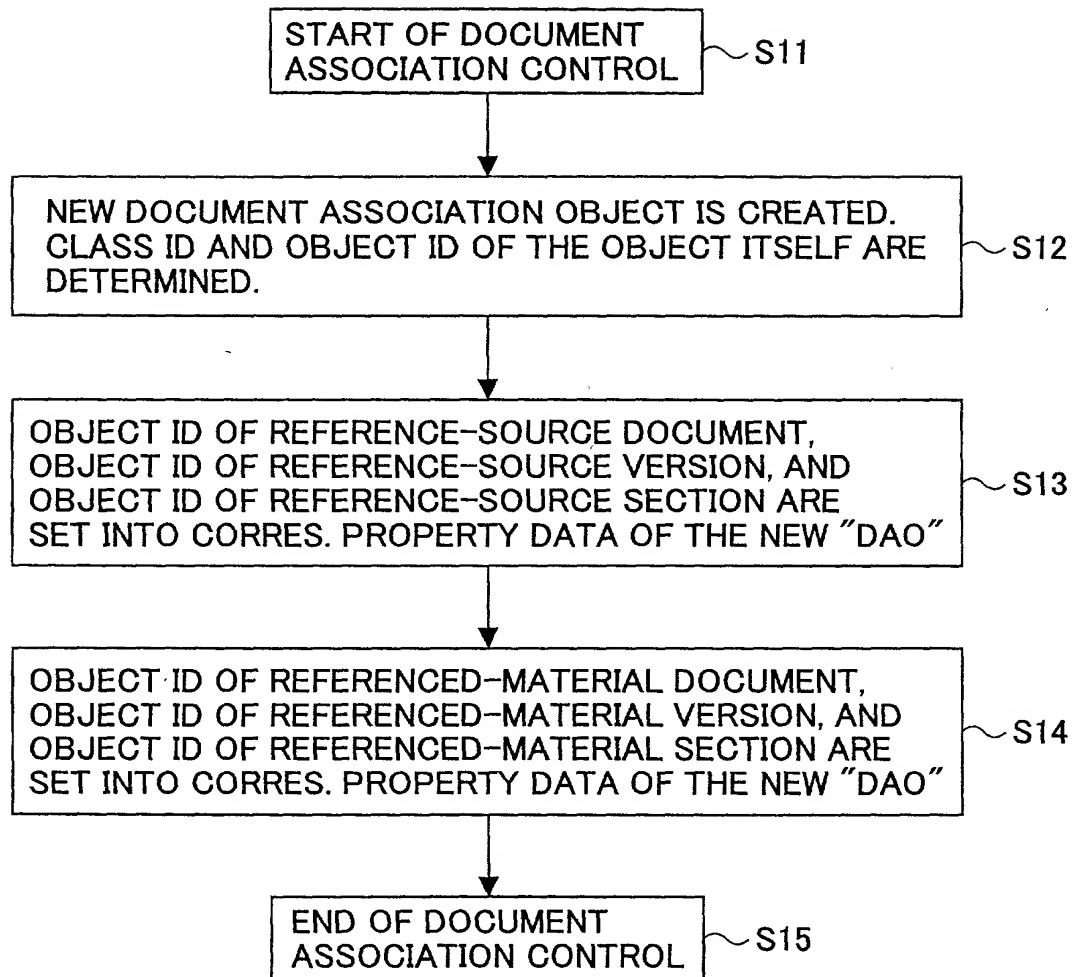 START OF DOCUMENT
ASSOCIATION CONTROL
S11
NEW DOCUMENT ASSOCIATION OBJECT IS CREATED.
CLASS ID AND OBJECT ID OF THE OBJECT ITSELF ARE
DETERMINED.
S12
OBJECT ID OF REFERENCE-SOURCE DOCUMENT,
OBJECT ID OF REFERENCE-SOURCE VERSION, AND
OBJECT ID OF REFERENCE-SOURCE SECTION ARE
SET INTO CORRES. PROPERTY DATA OF THE NEW "DAO"
S13
OBJECT ID OF REFERENCED-MATERIAL DOCUMENT,
OBJECT ID OF REFERENCED-MATERIAL VERSION, AND
OBJECT ID OF REFERENCED-MATERIAL SECTION ARE
SET INTO CORRES. PROPERTY DATA OF THE NEW "DAO"
S14
END OF DOCUMENT
ASSOCIATION CONTROL
S15